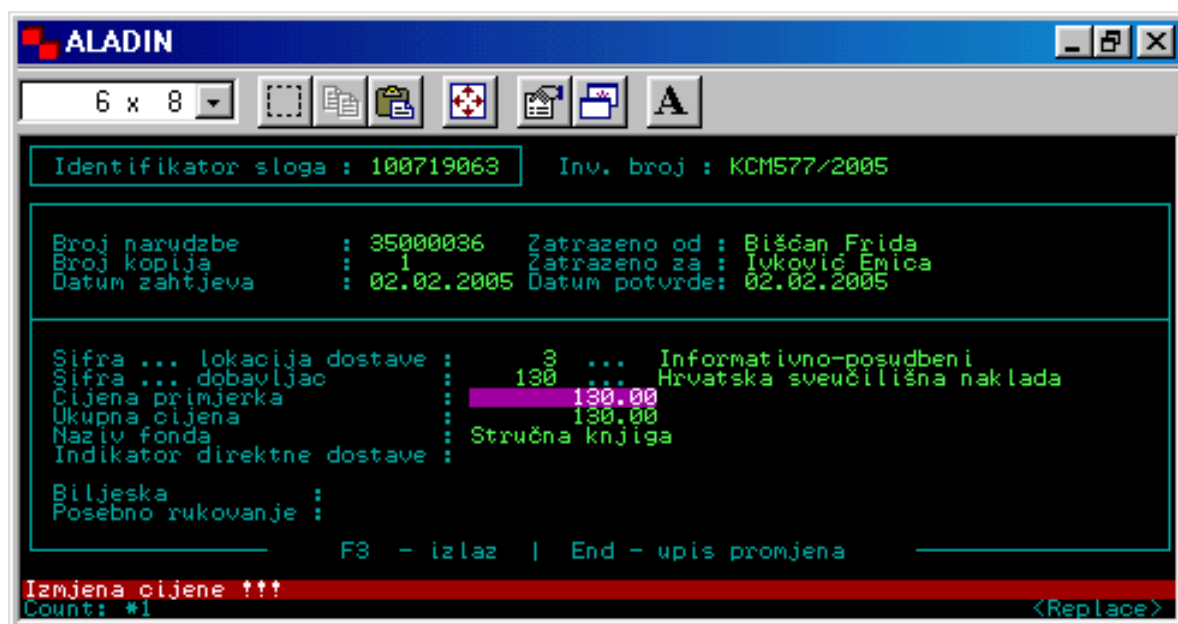 ALADIN
6 x 8
A
Identifikator sloga : 100719063 Inv. broj : KCM577/2005
Broj narudzbe : 35000036 Zatrazeno od : Bišćan Frida
Broj kopija : 1 Zatrazeno za : Ivković Emica
Datum zahtjeva : 02.02.2005 Datum potvrde: 02.02.2005
Sifra ... lokacija dostave : 3 ... Informativno-posudbeni
Sifra ... dobavljac : 130 ... Hrvatska sveučilišna naklada
Cijena primjerka : 130.00
Ukupna cijena : 130.00
Naziv fonda : Stručna knjiga
Indikator direktne dostave :
Biljeska :
Posebno rukovanje :
F3 - izlaz | End - upis promjena
Izmjena cijene !!!
Count: *1 <Replace>